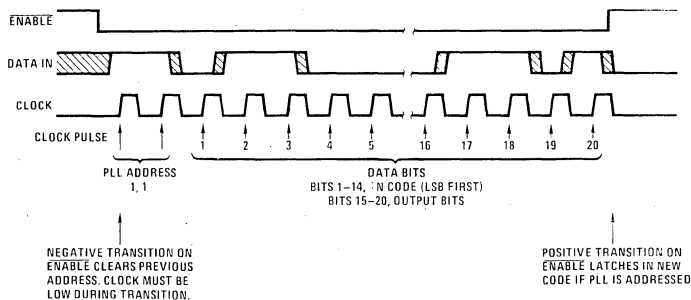 ENABLE
DATA IN
CLOCK
CLOCK PULSE
1 2 3 4 5 16 17 18 19 20
PLL ADDRESS
1, 1
DATA BITS
BITS 1–14, ÷N CODE (LSB FIRST)
BITS 15–20, OUTPUT BITS
NEGATIVE TRANSITION ON
ENABLE CLEARS PREVIOUS
ADDRESS. CLOCK MUST BE
LOW DURING TRANSITION.
POSITIVE TRANSITION ON
ENABLE LATCHES IN NEW
CODE IF PLL IS ADDRESSED